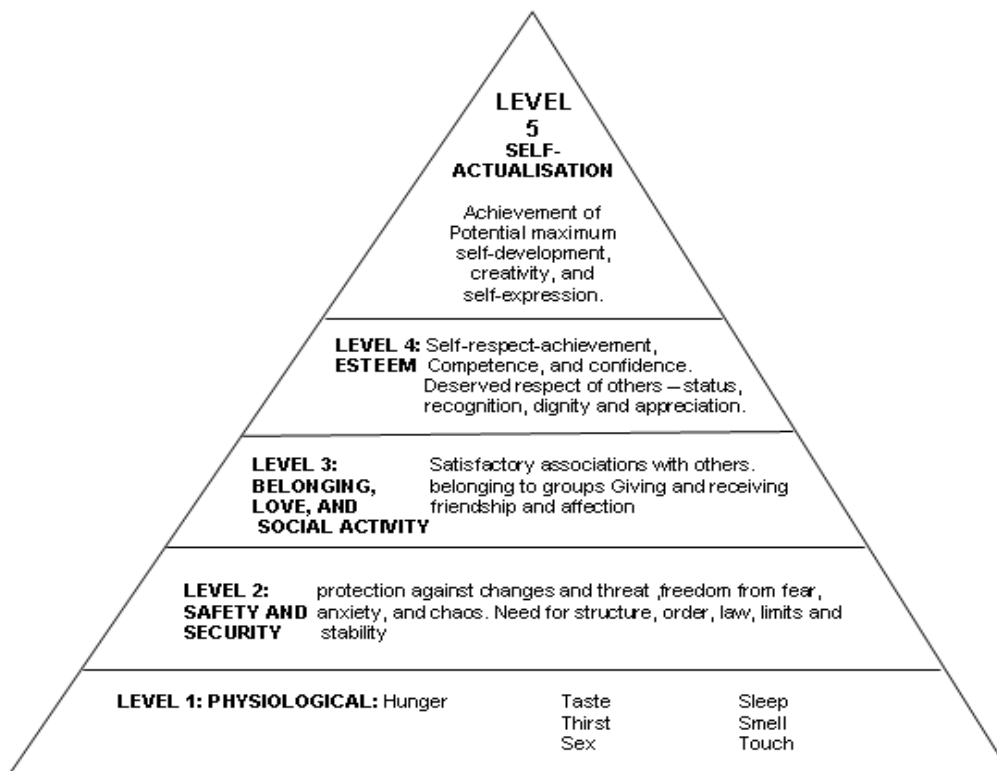 LEVEL
5
SELF-
ACTUALISATION
Achievement of
Potential maximum
self-development,
creativity, and
self-expression.
LEVEL 4: Self-respect-achievement,
ESTEEM Competence, and confidence.
Deserved respect of others – status,
recognition, dignity and appreciation.
LEVEL 3: Satisfactory associations with others.
BELONGING, belonging to groups Giving and receiving
LOVE, AND friendship and affection
SOCIAL ACTIVITY
LEVEL 2: protection against changes and threat ,freedom from fear,
SAFETY AND anxiety, and chaos. Need for structure, order, law, limits and
SECURITY stability
LEVEL 1: PHYSIOLOGICAL: Hunger Taste Sleep
Thirst Smell
Sex Touch